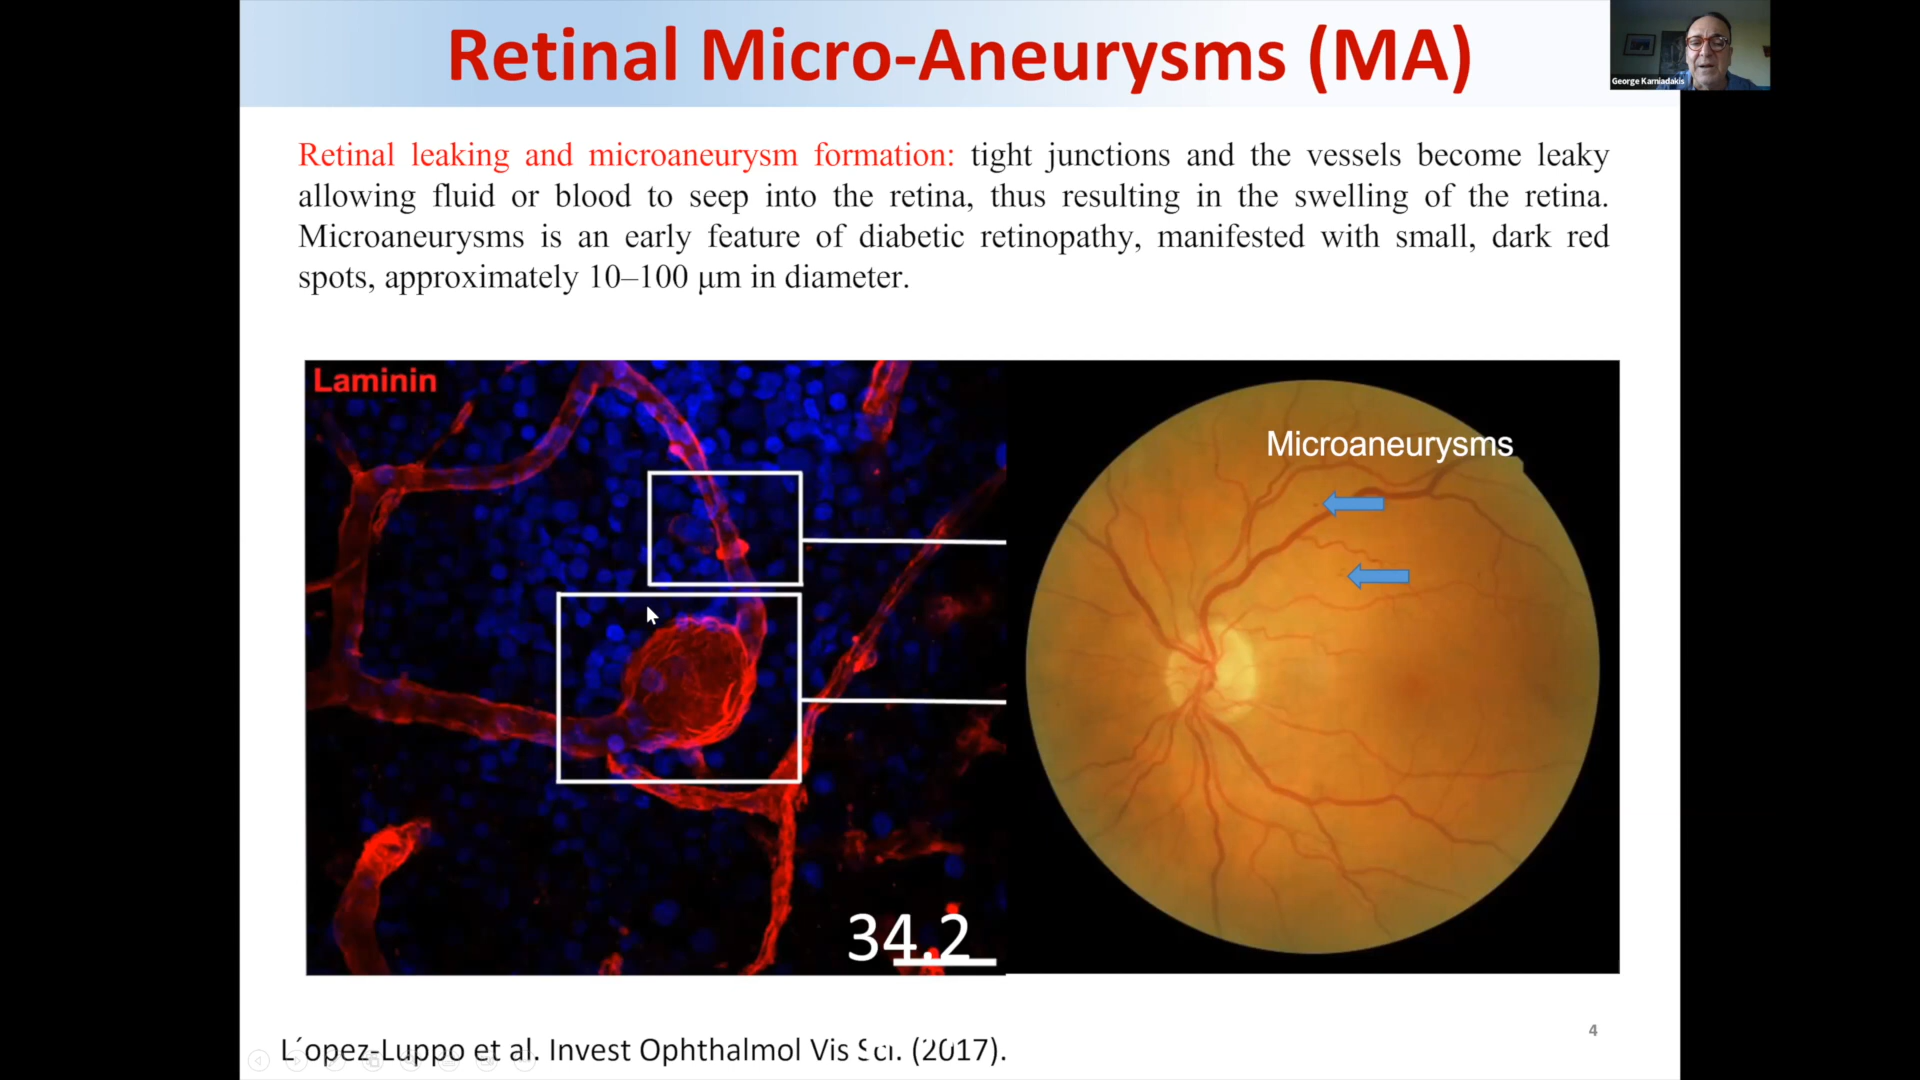 Retinal Micro-Aneurysms (MA)
George Karniadakis
Retinal leaking and microaneurysm formation: tight junctions and the vessels become leaky
allowing fluid or blood to seep into the retina, thus resulting in the swelling of the retina.
Microaneurysms is an early feature of diabetic retinopathy, manifested with small, dark red
spots, approximately 10–100 μm in diameter.
Laminin
Microaneurysms
34.2
4
L´opez-Luppo et al. Invest Ophthalmol Vis Sci. (2017).